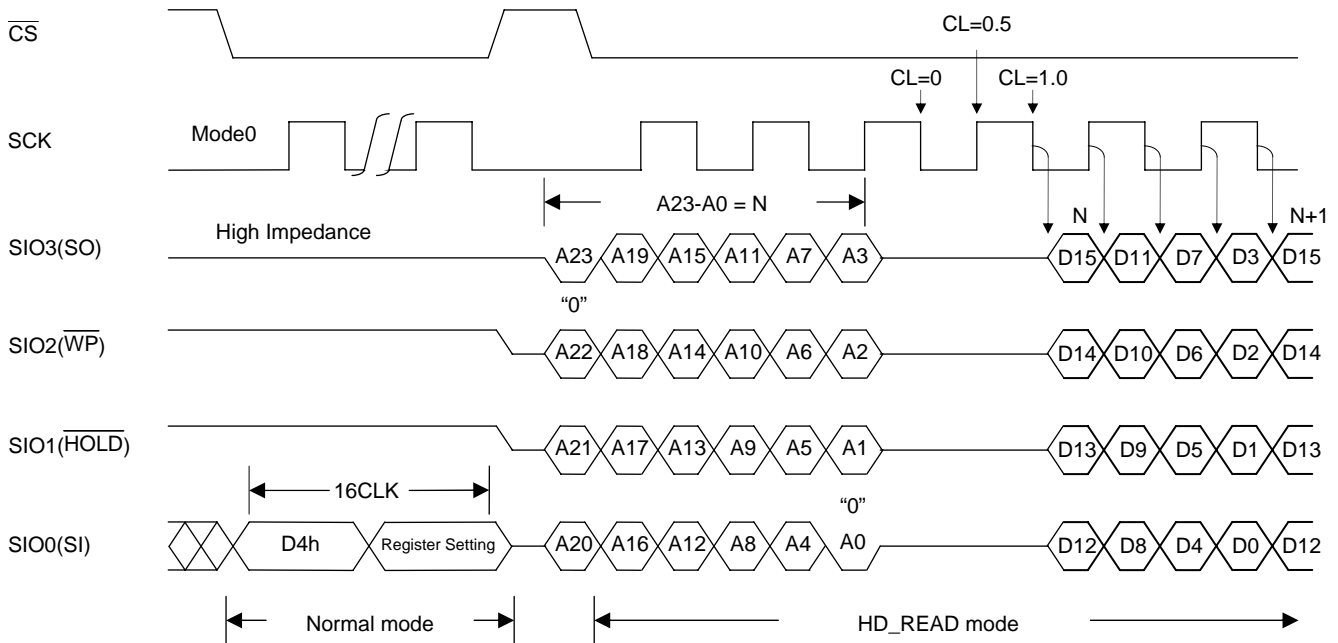 CS
CL=0.5
CL=0
CL=1.0
SCK
Mode0
A23-A0 = N
N
N+1
SIO3(SO)
High Impedance
A23 A19 A15 A11 A7 A3 D15 D11 D7 D3 D15
“0”
SIO2(WP)
A22 A18 A14 A10 A6 A2 D14 D10 D6 D2 D14
SIO1(HOLD)
A21 A17 A13 A9 A5 A1 D13 D9 D5 D1 D13
16CLK
“0”
SIO0(SI)
D4h Register Setting A20 A16 A12 A8 A4 A0 D12 D8 D4 D0 D12
Normal mode
HD_READ mode